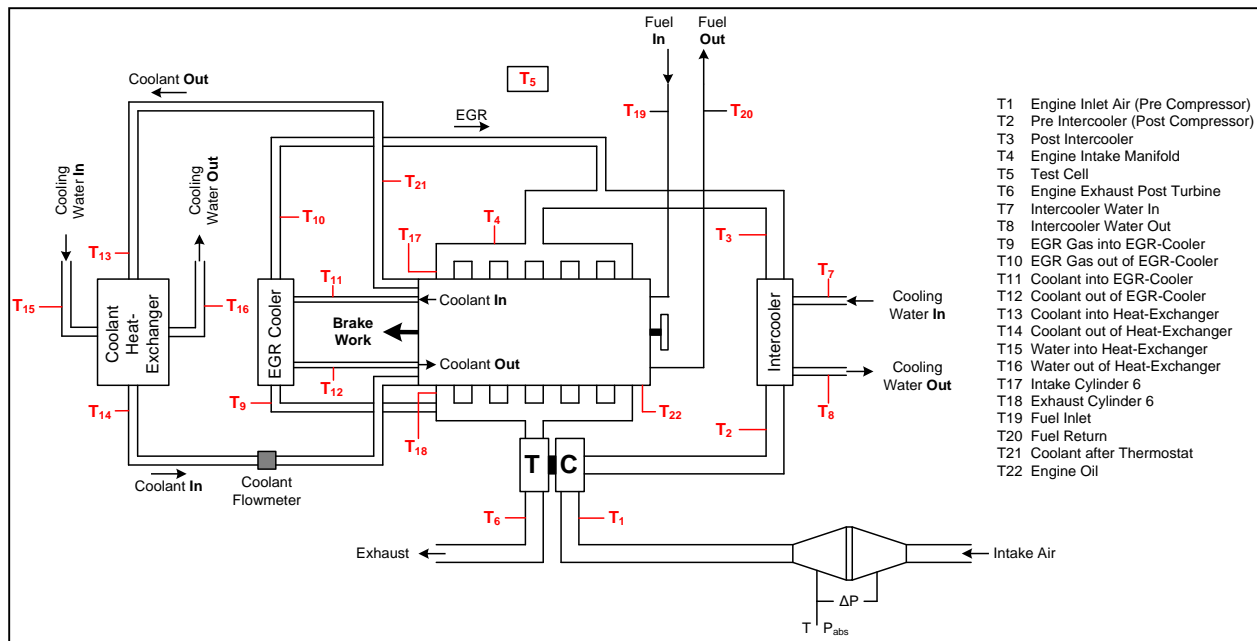 Fuel
In
Fuel
Out
Coolant Out
T5
EGR
T19
T20
Cooling
Water In
Cooling
Water Out
T21
T10
T4
T17
T3
T13
T7
T15
T16
T11
Coolant In
Cooling
Water In
Coolant
Heat-
Exchanger
EGR Cooler
Brake
Work
Intercooler
Coolant Out
Cooling
Water Out
T12
T14
T9
T22
T8
T18
T2
T
C
Coolant In
Coolant
Flowmeter
T6
T1
Exhaust
Intake Air
ΔP
T Pabs
T1 Engine Inlet Air (Pre Compressor)
T2 Pre Intercooler (Post Compressor)
T3 Post Intercooler
T4 Engine Intake Manifold
T5 Test Cell
T6 Engine Exhaust Post Turbine
T7 Intercooler Water In
T8 Intercooler Water Out
T9 EGR Gas into EGR-Cooler
T10 EGR Gas out of EGR-Cooler
T11 Coolant into EGR-Cooler
T12 Coolant out of EGR-Cooler
T13 Coolant into Heat-Exchanger
T14 Coolant out of Heat-Exchanger
T15 Water into Heat-Exchanger
T16 Water out of Heat-Exchanger
T17 Intake Cylinder 6
T18 Exhaust Cylinder 6
T19 Fuel Inlet
T20 Fuel Return
T21 Coolant after Thermostat
T22 Engine Oil